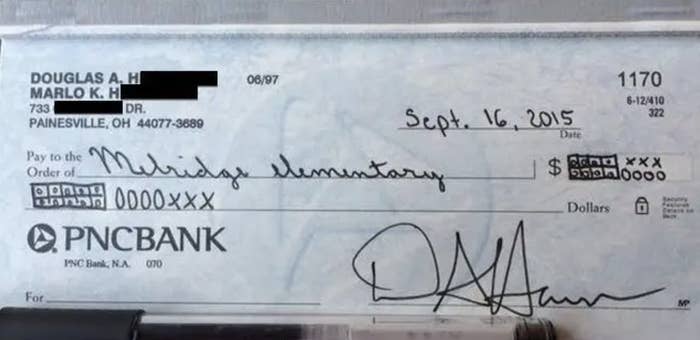 DOUGLAS A. H
MARLO K. H
733 DR.
PAINESVILLE, OH 44077-3689
06/97
1170
6-12/410
322
Sept. 16, 2015
Date
Pay to the
Order of Melridge elementary $ xxx
0000
0000xxx Dollars
Security
Features
Details on
Back
PNCBANK
PNC Bank, N.A. 070
For
MP